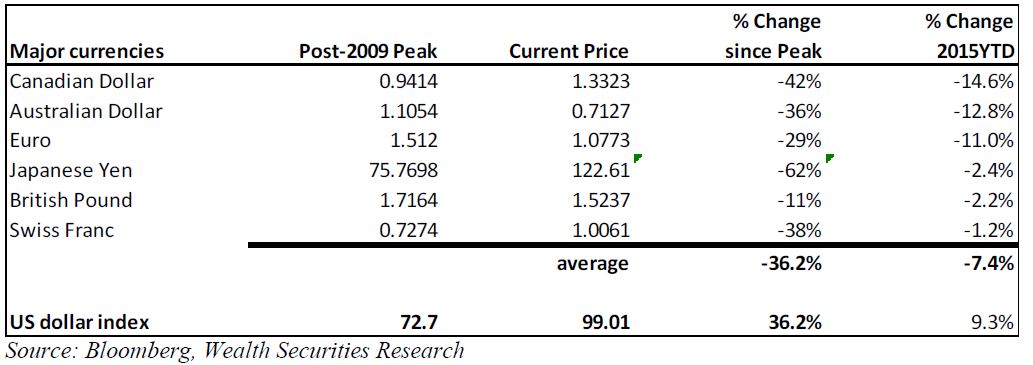 % Change % Change
Major currencies Post-2009 Peak Current Price since Peak 2015YTD
Canadian Dollar 0.9414 1.3323 -42% -14.6%
Australian Dollar 1.1054 0.7127 -36% -12.8%
Euro 1.512 1.0773 -29% -11.0%
Japanese Yen 75.7698 122.61 -62% -2.4%
British Pound 1.7164 1.5237 -11% -2.2%
Swiss Franc 0.7274 1.0061 -38% -1.2%
average -36.2% -7.4%
US dollar index 72.7 99.01 36.2% 9.3%
Source: Bloomberg, Wealth Securities Research